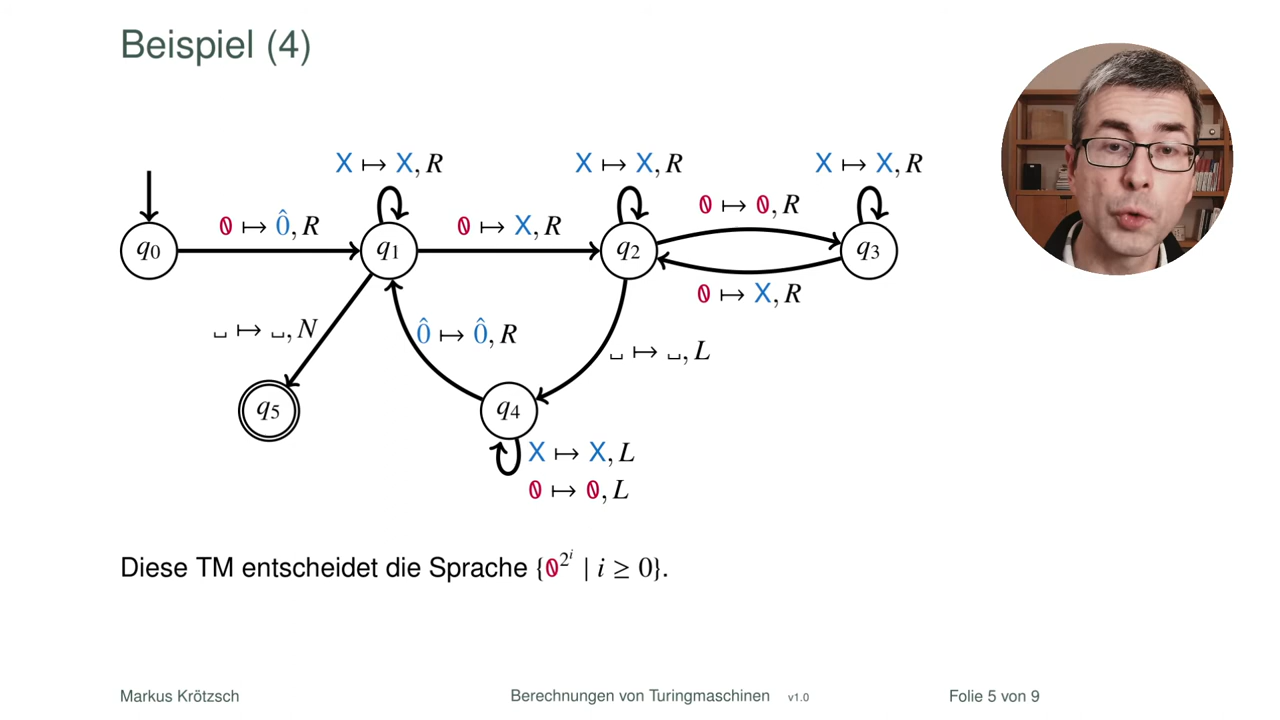 Beispiel (4)
X ↦ X, R
X ↦ X, R
X ↦ X, R
0 ↦ 0̂, R
0 ↦ X, R
0 ↦ 0, R
q₀
q₁
q₂
q₃
0 ↦ X, R
␣ ↦ ␣, N
0̂ ↦ 0̂, R
␣ ↦ ␣, L
q₅
q₄
X ↦ X, L
0 ↦ 0, L
Diese TM entscheidet die Sprache {0^{2^i} | i ≥ 0}.
Markus Krötzsch
Berechnungen von Turingmaschinen v1.0
Folie 5 von 9